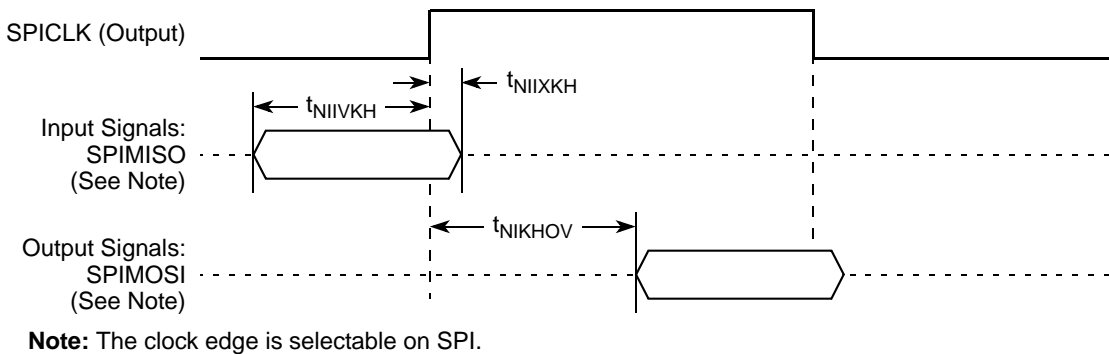 SPICLK (Output)
tNIIXKH
tNIIVKH
Input Signals:
SPIMISO
(See Note)
tNIKHOV
Output Signals:
SPIMOSI
(See Note)
Note: The clock edge is selectable on SPI.